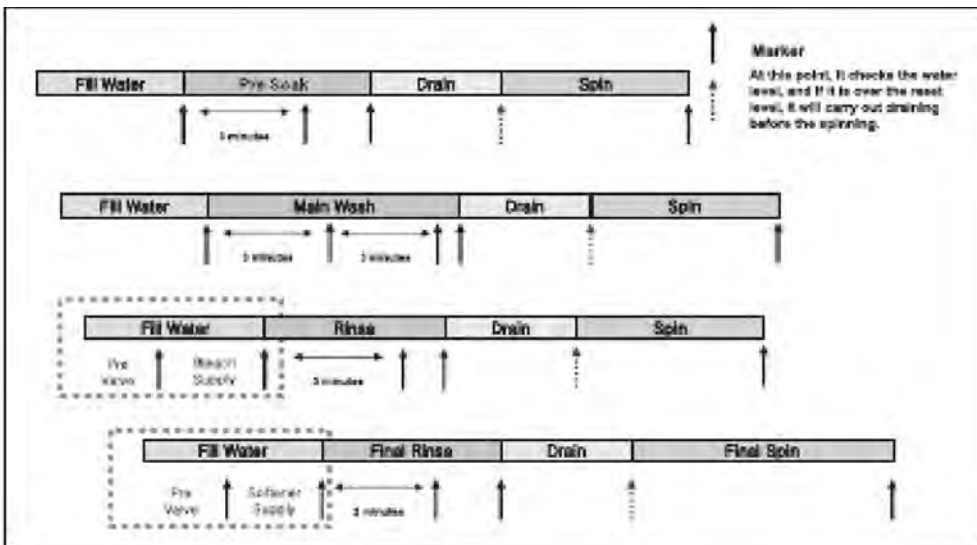 Marker
At this point, it checks the water
level, and if it is over the reset
level, it will carry out draining
before the spinning.
Fill Water Pre Soak Drain Spin
3 minutes
Fill Water Main Wash Drain Spin
3 minutes 3 minutes
Fill Water Rinse Drain Spin
Pre Bleach
Valve Supply
3 minutes
Fill Water Final Rinse Drain Final Spin
Pre Softener
Valve Supply
3 minutes